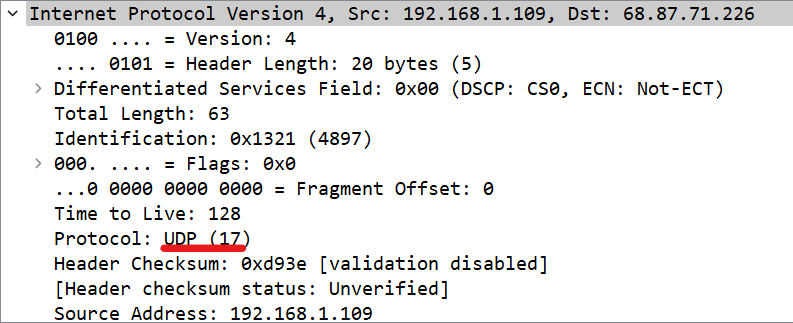 Internet Protocol Version 4, Src: 192.168.1.109, Dst: 68.87.71.226
0100 .... = Version: 4
.... 0101 = Header Length: 20 bytes (5)
Differentiated Services Field: 0x00 (DSCP: CS0, ECN: Not-ECT)
Total Length: 63
Identification: 0x1321 (4897)
000. .... = Flags: 0x0
...0 0000 0000 0000 = Fragment Offset: 0
Time to Live: 128
Protocol: UDP (17)
Header Checksum: 0xd93e [validation disabled]
[Header checksum status: Unverified]
Source Address: 192.168.1.109